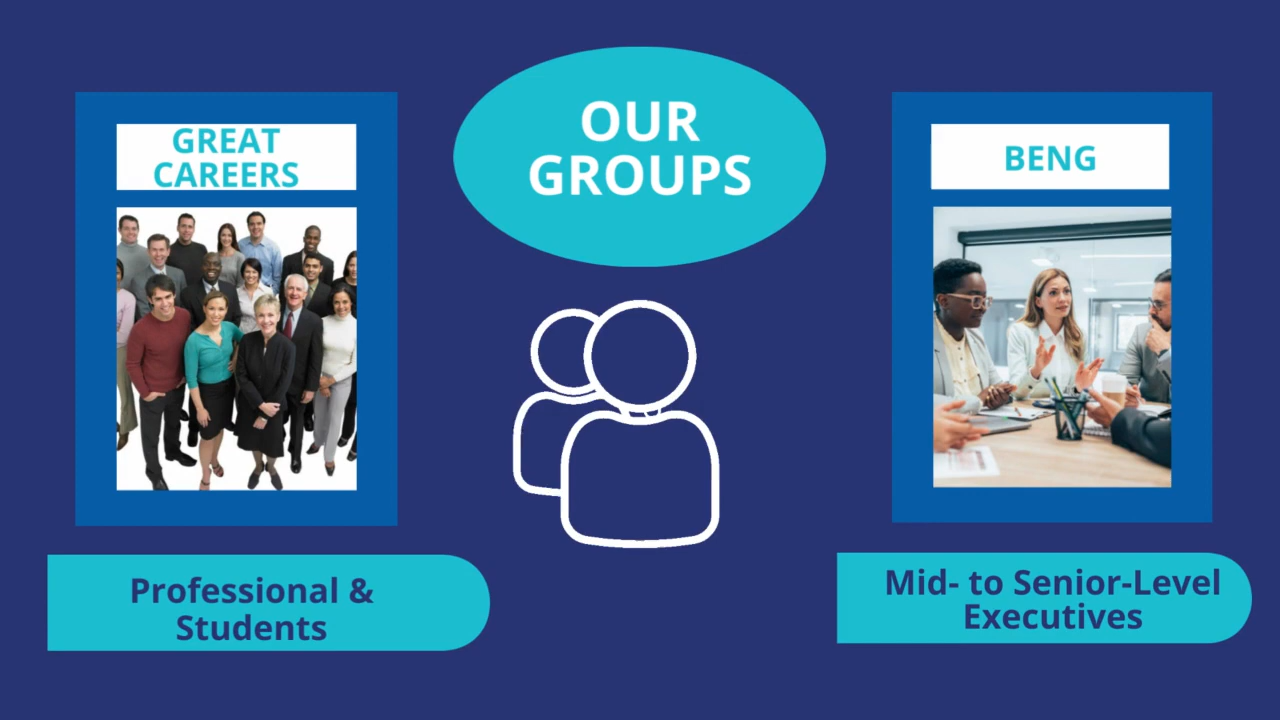 OUR
GROUPS
GREAT
CAREERS
BENG
Professional &
Students
Mid- to Senior-Level
Executives